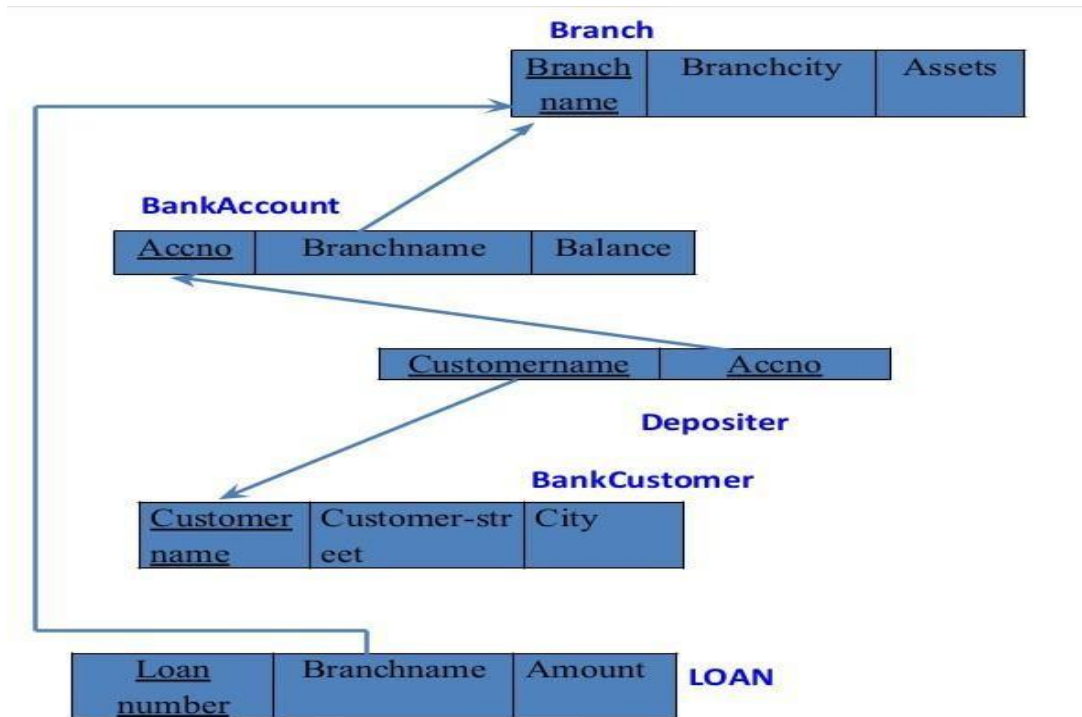 Branch
Branch Branchcity Assets
name
BankAccount
Accno Branchname Balance
Customername Accno
Depositer
BankCustomer
Customer Customer-str City
name eet
Loan Branchname Amount LOAN
number